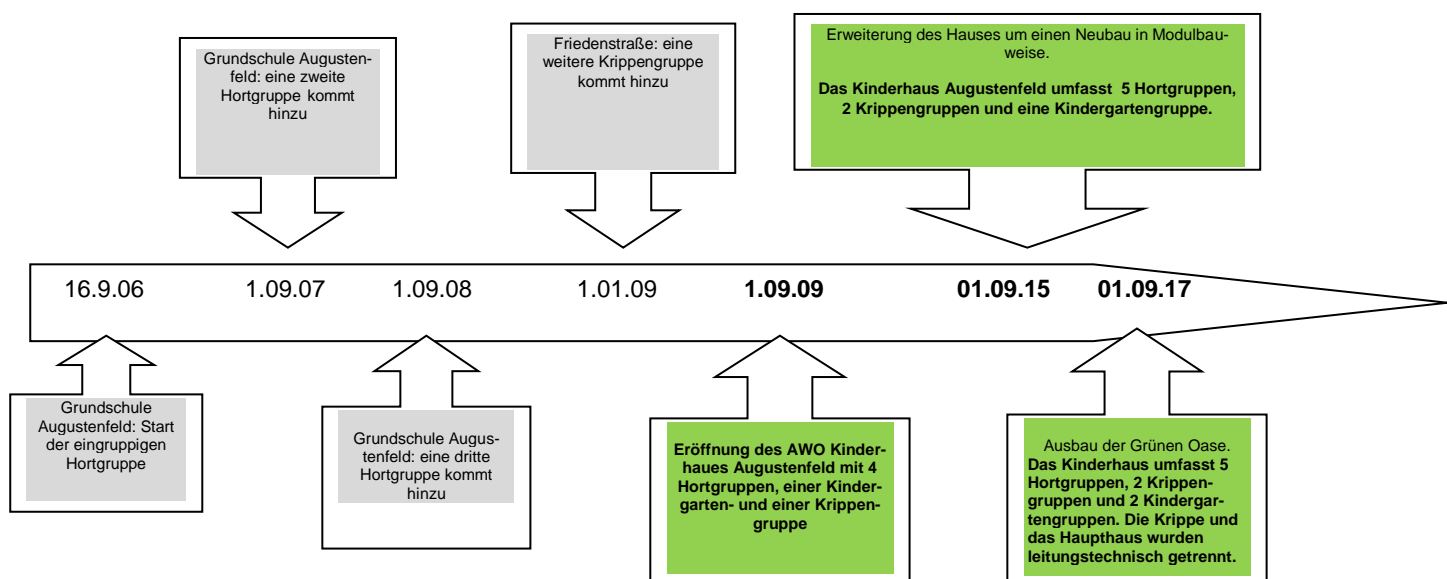 Grundschule Augusten-
feld: eine zweite
Hortgruppe kommt
hinzu
Friedenstraße: eine
weitere Krippengruppe
kommt hinzu
Erweiterung des Hauses um einen Neubau in Modulbau-
weise.
Das Kinderhaus Augustenfeld umfasst 5 Hortgruppen,
2 Krippengruppen und eine Kindergartengruppe.
16.9.06 1.09.07 1.09.08 1.01.09 1.09.09 01.09.15 01.09.17
Grundschule
Augustenfeld: Start
der eingruppigen
Hortgruppe
Grundschule Augus-
tenfeld: eine dritte
Hortgruppe kommt
hinzu
Eröffnung des AWO Kinder-
haues Augustenfeld mit 4
Hortgruppen, einer Kinder-
garten- und einer Krippen-
gruppe
Ausbau der Grünen Oase.
Das Kinderhaus umfasst 5
Hortgruppen, 2 Krippen-
gruppen und 2 Kindergar-
tengruppen. Die Krippe und
das Haupthaus wurden
leitungstechnisch getrennt.